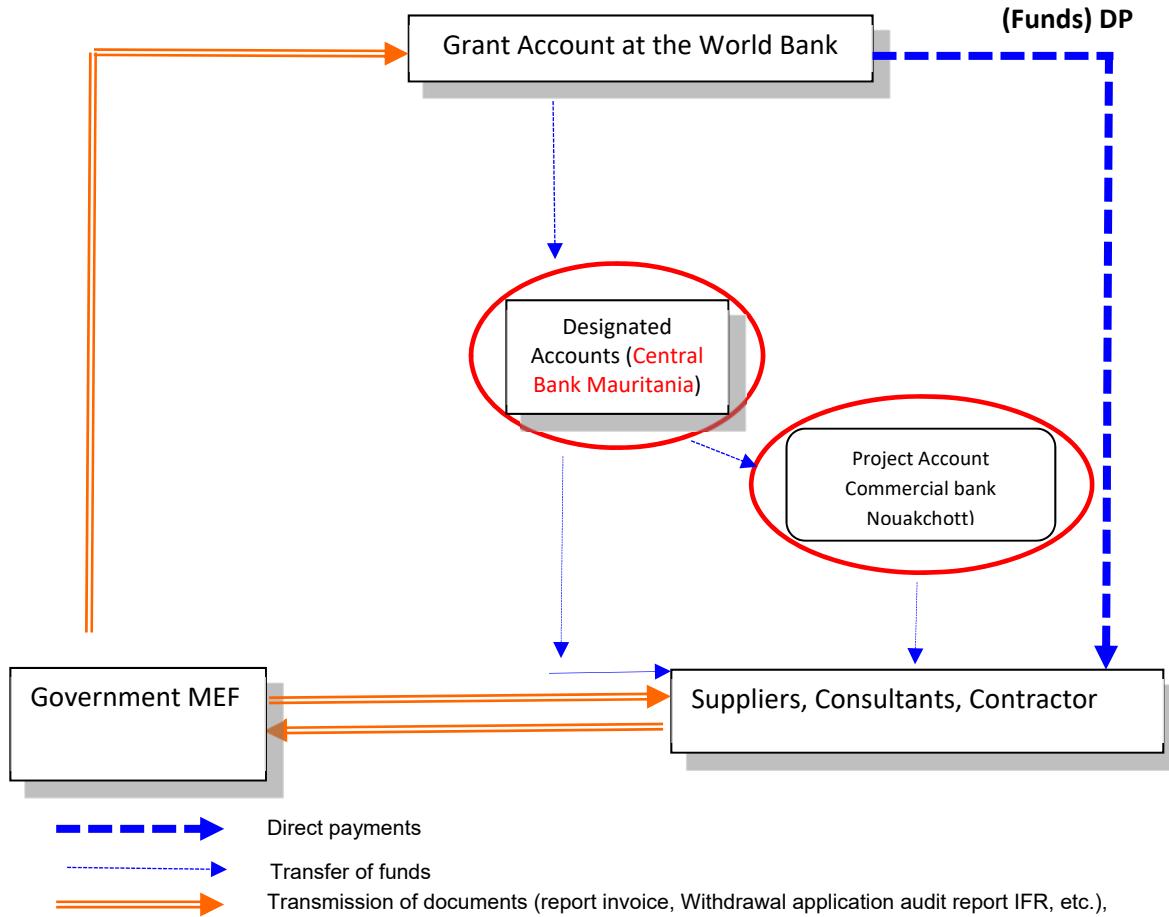 (Funds) DP
Grant Account at the World Bank
Designated
Accounts (Central
Bank Mauritania)
Project Account
Commercial bank
Nouakchott)
Government MEF
Suppliers, Consultants, Contractor
Direct payments
Transfer of funds
Transmission of documents (report invoice, Withdrawal application audit report IFR, etc.),